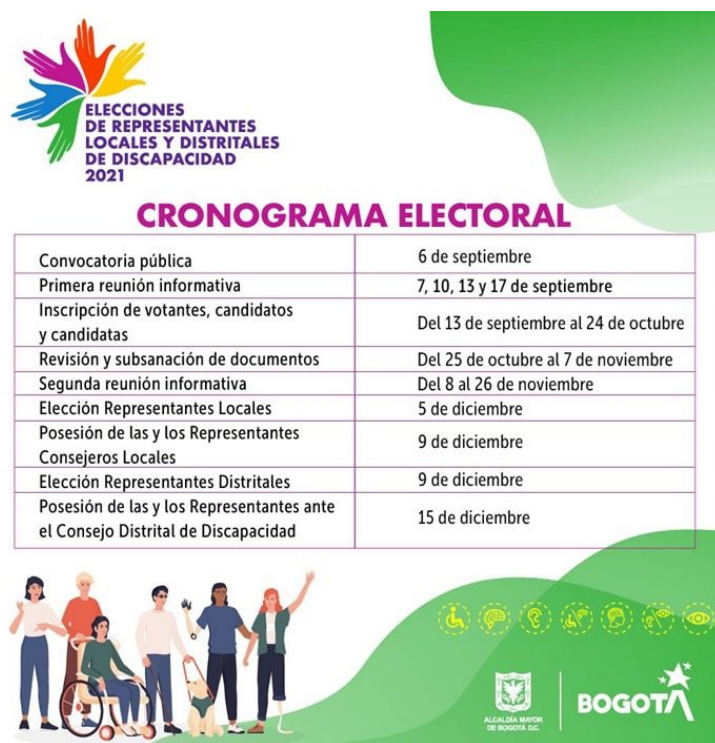 ELECCIONES
DE REPRESENTANTES
LOCALES Y DISTRITALES
DE DISCAPACIDAD
2021
CRONOGRAMA ELECTORAL
Convocatoria pública
6 de septiembre
Primera reunión informativa
7, 10, 13 y 17 de septiembre
Inscripción de votantes, candidatos
y candidatas
Del 13 de septiembre al 24 de octubre
Revisión y subsanación de documentos
Del 25 de octubre al 7 de noviembre
Segunda reunión informativa
Del 8 al 26 de noviembre
Elección Representantes Locales
5 de diciembre
Posesión de las y los Representantes
Consejeros Locales
9 de diciembre
Elección Representantes Distritales
9 de diciembre
Posesión de las y los Representantes ante
el Consejo Distrital de Discapacidad
15 de diciembre
ALCALDÍA MAYOR
DE BOGOTÁ D.C.
BOGOTÁ